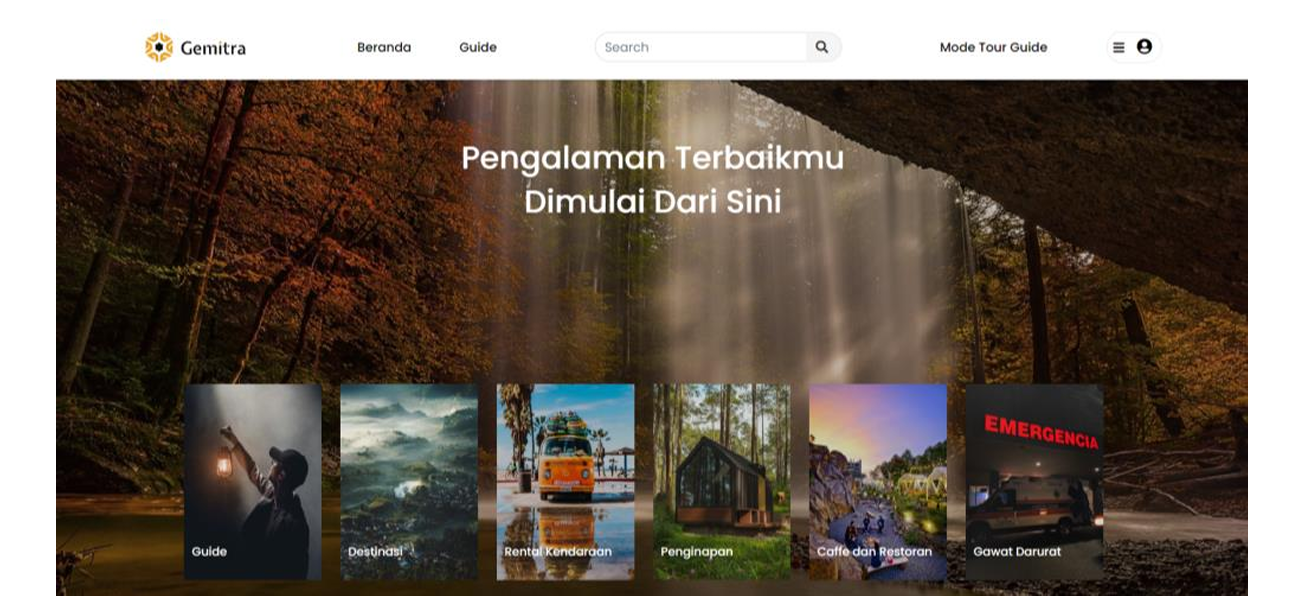 Gemitra
Beranda
Guide
Search
Mode Tour Guide
Pengalaman Terbaikmu
Dimulai Dari Sini
EMERGENCIA
Guide
Destinasi
Rental Kendaraan
Penginapan
Caffe dan Restoran
Gawat Darurat